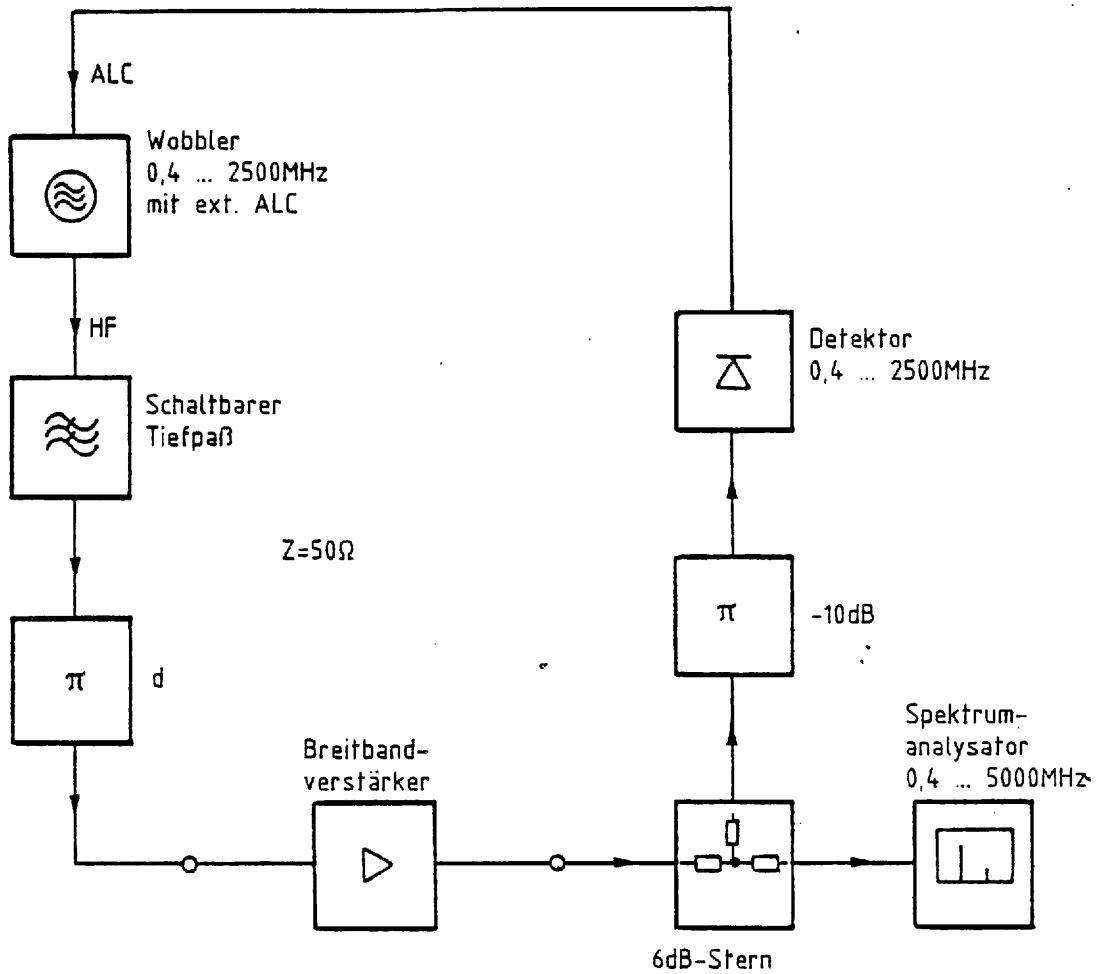 ALC
Wobbler
0,4 ... 2500MHz
mit ext. ALC
HF
Schaltbarer
Tiefpaß
Z=50Ω
π
d
Breitband-
verstärker
Detektor
0,4 ... 2500MHz
π
-10dB
Spektrum-
analysator
0,4 ... 5000MHz
6dB-Stern